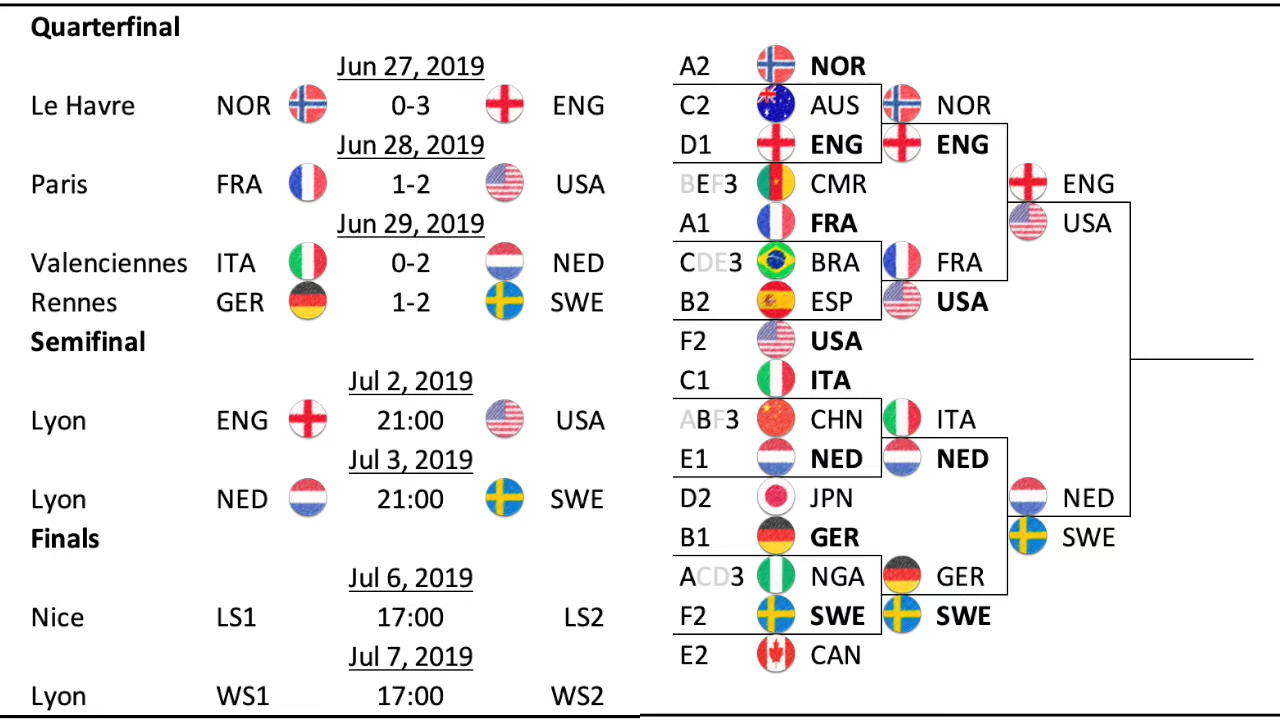 Quarterfinal
Jun 27, 2019
Le Havre NOR 0-3 ENG
Jun 28, 2019
Paris FRA 1-2 USA
Jun 29, 2019
Valenciennes ITA 0-2 NED
Rennes GER 1-2 SWE
Semifinal
Jul 2, 2019
Lyon ENG 21:00 USA
Jul 3, 2019
Lyon NED 21:00 SWE
Finals
Jul 6, 2019
Nice LS1 17:00 LS2
Jul 7, 2019
Lyon WS1 17:00 WS2
A2 NOR
C2 AUS NOR
D1 ENG ENG
BEF3 CMR ENG
A1 FRA USA
CDE3 BRA FRA
B2 ESP USA
F2 USA
C1 ITA
ABF3 CHN ITA
E1 NED NED
D2 JPN NED
B1 GER SWE
ACD3 NGA GER
F2 SWE SWE
E2 CAN